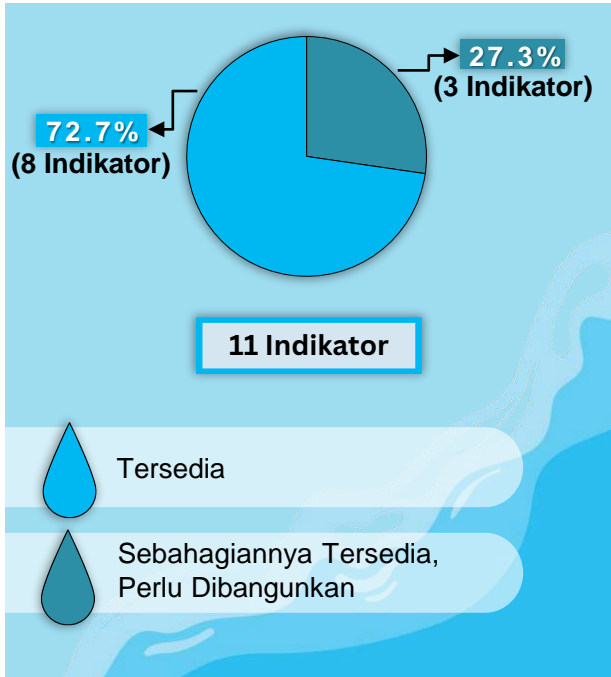 27.3%
(3 Indikator)
72.7%
(8 Indikator)
11 Indikator
Tersedia
Sebahagiannya Tersedia,
Perlu Dibangunkan